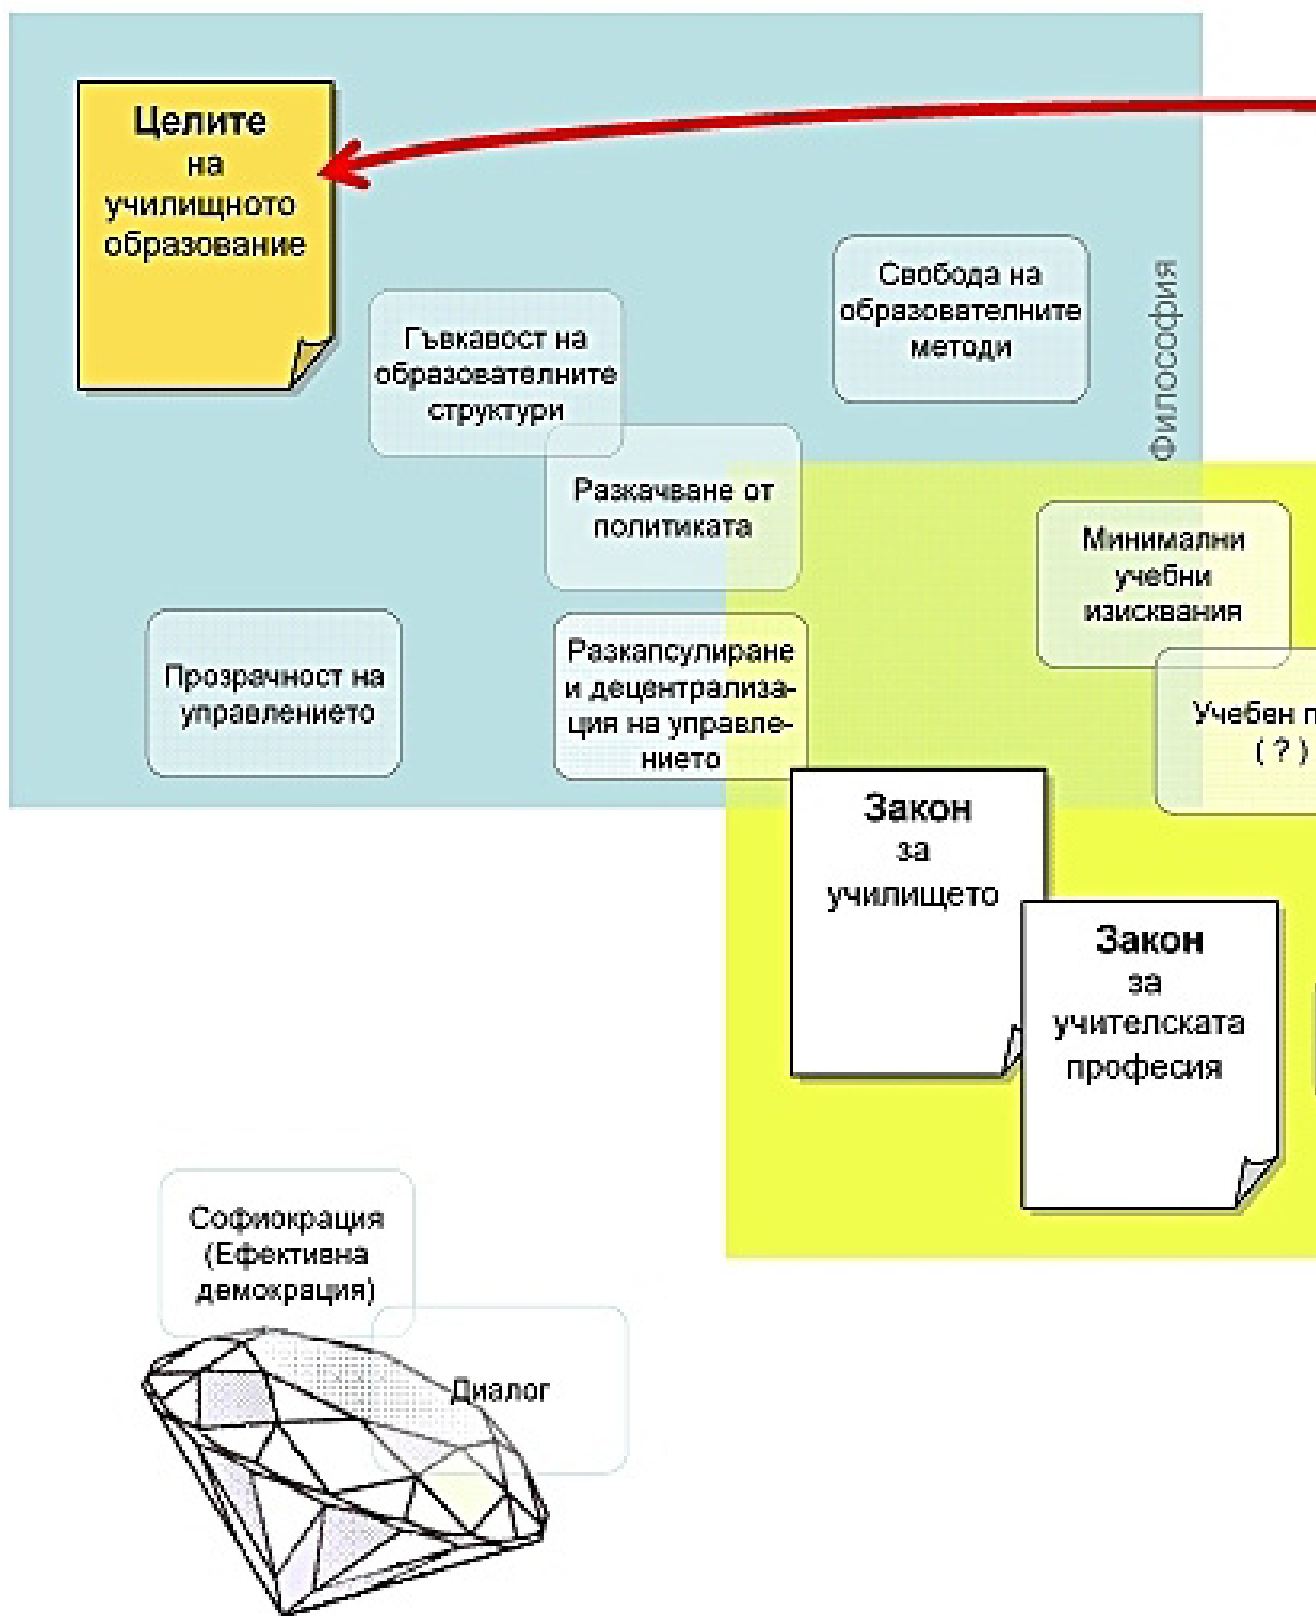 Целите
на
училищното
образование
Свобода на
образователните
методи
Философия
Гъвкавост на
образователните
структури
Разкачване от
политиката
Минимални
учебни
изисквания
Прозрачност на
управлението
Разкапсулиране
и децентрализа-
ция на управле-
нието
Учебен
( ? )
Закон
за
училището
Закон
за
учителската
професия
Софиокрация
(Ефективна
демокрация)
Диалог